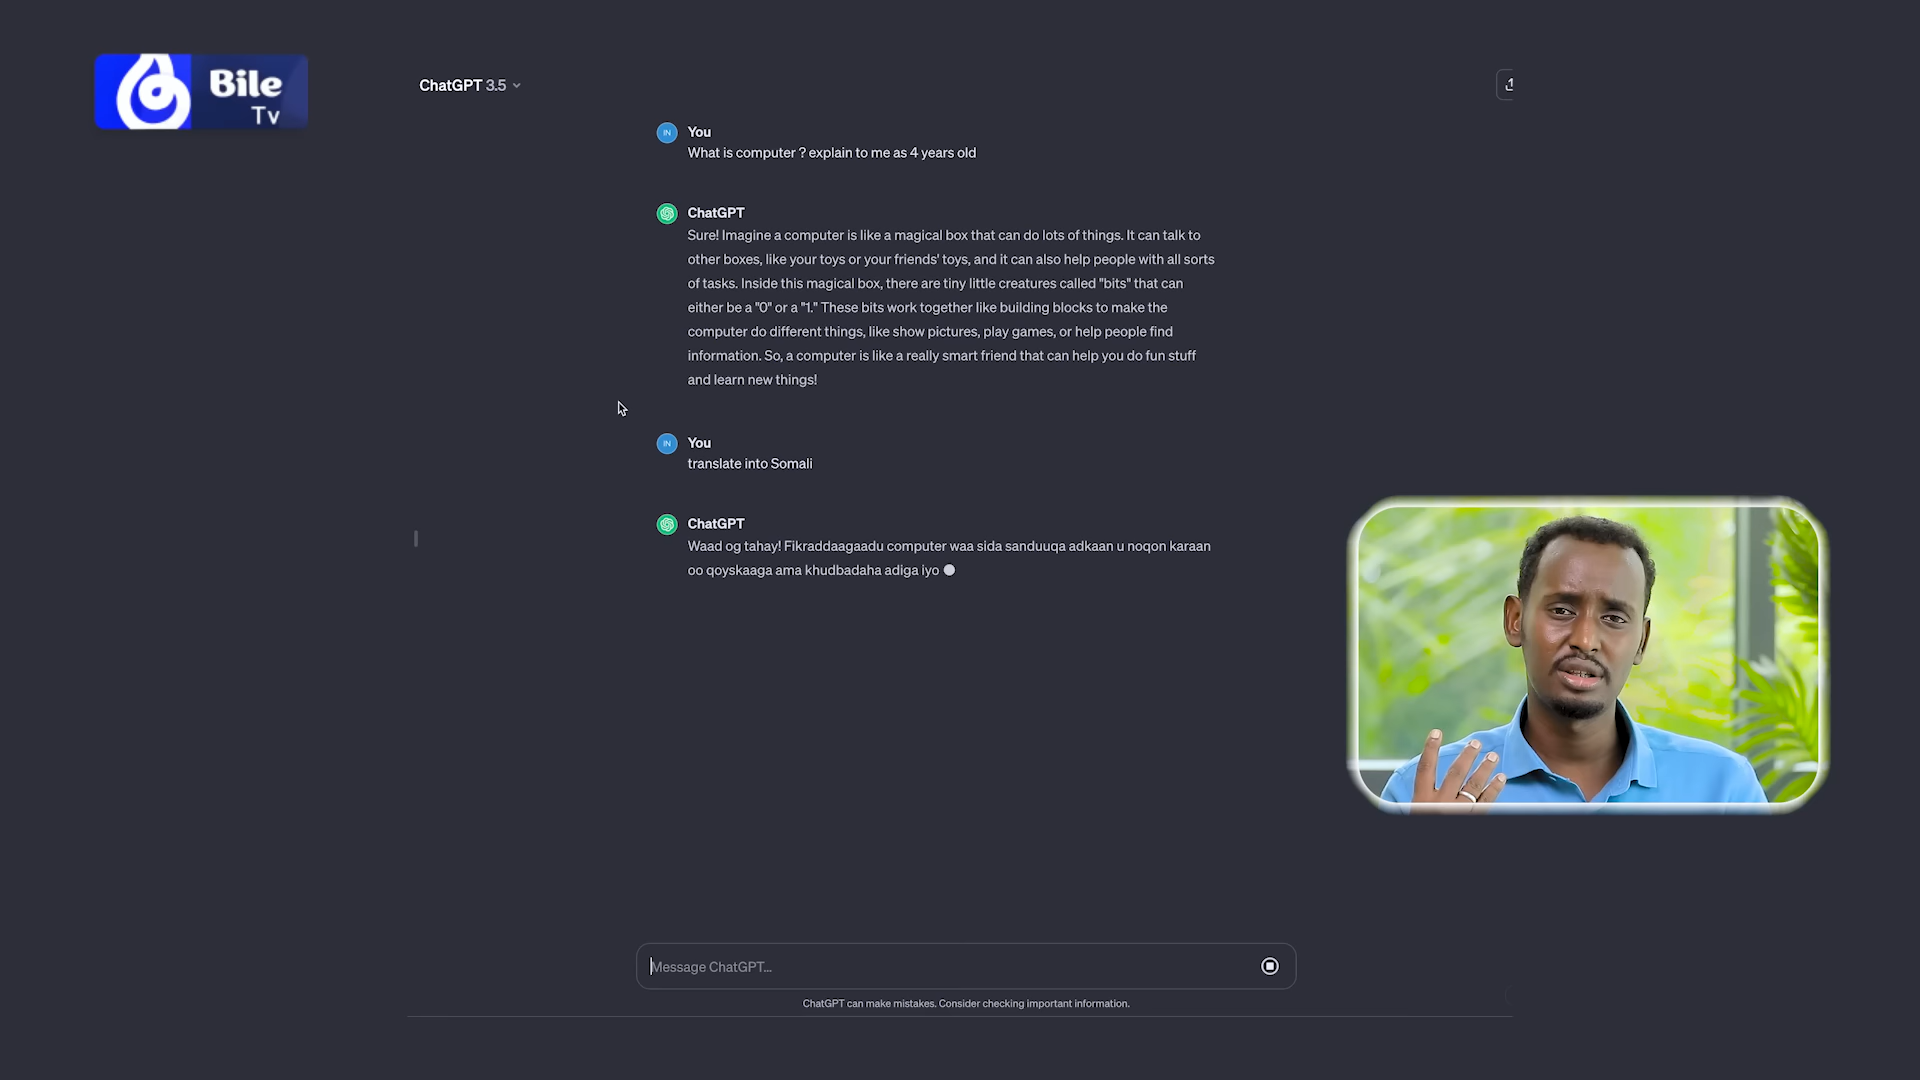 Bile
Tv
ChatGPT 3.5
IN You
What is computer ? explain to me as 4 years old
ChatGPT
Sure! Imagine a computer is like a magical box that can do lots of things. It can talk to
other boxes, like your toys or your friends' toys, and it can also help people with all sorts
of tasks. Inside this magical box, there are tiny little creatures called "bits" that can
either be a "0" or a "1." These bits work together like building blocks to make the
computer do different things, like show pictures, play games, or help people find
information. So, a computer is like a really smart friend that can help you do fun stuff
and learn new things!
IN You
translate into Somali
ChatGPT
Waad og tahay! Fikraddaagaadu computer waa sida sanduuqa adkaan u noqon karaan
oo qoyskaaga ama khudbadaha adiga iyo
Message ChatGPT...
ChatGPT can make mistakes. Consider checking important information.